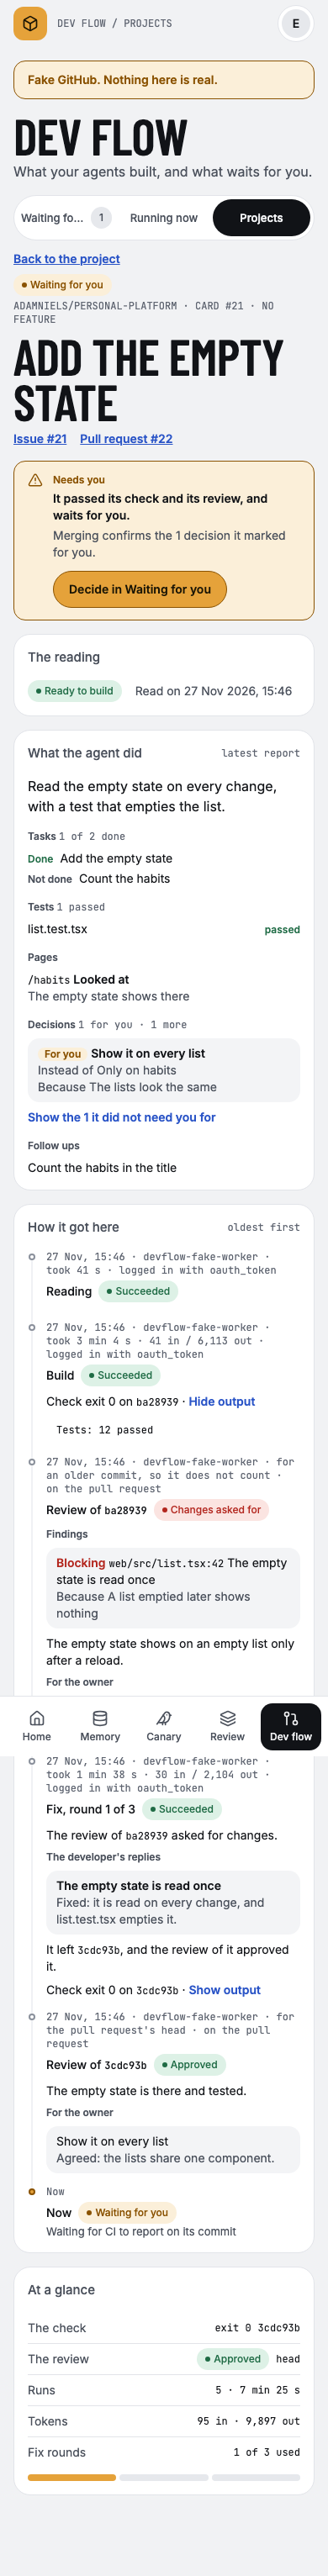 DEV FLOW / PROJECTS
E
Fake GitHub. Nothing here is real.
DEV FLOW
What your agents built, and what waits for you.
Waiting fo... 1 Running now Projects
Back to the project
Waiting for you
ADAMNIELS/PERSONAL-PLATFORM · CARD #21 · NO
FEATURE
ADD THE EMPTY
STATE
Issue #21 Pull request #22
Needs you
It passed its check and its review, and
waits for you.
Merging confirms the 1 decision it marked
for you.
Decide in Waiting for you
The reading
Ready to build Read on 27 Nov 2026, 15:46
What the agent did latest report
Read the empty state on every change,
with a test that empties the list.
Tasks 1 of 2 done
Done Add the empty state
Not done Count the habits
Tests 1 passed
list.test.tsx passed
Pages
/habits Looked at
The empty state shows there
Decisions 1 for you · 1 more
For you Show it on every list
Instead of Only on habits
Because The lists look the same
Show the 1 it did not need you for
Follow ups
Count the habits in the title
How it got here oldest first
27 Nov, 15:46 · devflow-fake-worker ·
took 41 s · logged in with oauth_token
Reading Succeeded
27 Nov, 15:46 · devflow-fake-worker ·
took 3 min 4 s · 41 in / 6,113 out ·
logged in with oauth_token
Build Succeeded
Check exit 0 on ba28939 · Hide output
Tests: 12 passed
27 Nov, 15:46 · devflow-fake-worker · for
an older commit, so it does not count ·
on the pull request
Review of ba28939 Changes asked for
Findings
Blocking web/src/list.tsx:42 The empty
state is read once
Because A list emptied later shows
nothing
The empty state shows on an empty list only
after a reload.
For the owner
Home Memory Canary Review Dev flow
27 Nov, 15:46 · devflow-fake-worker ·
took 1 min 38 s · 30 in / 2,104 out ·
logged in with oauth_token
Fix, round 1 of 3 Succeeded
The review of ba28939 asked for changes.
The developer's replies
The empty state is read once
Fixed: it is read on every change, and
list.test.tsx empties it.
It left 3cdc93b, and the review of it approved
it.
Check exit 0 on 3cdc93b · Show output
27 Nov, 15:46 · devflow-fake-worker · for
the pull request's head · on the pull
request
Review of 3cdc93b Approved
The empty state is there and tested.
For the owner
Show it on every list
Agreed: the lists share one component.
Now
Now Waiting for you
Waiting for CI to report on its commit
At a glance
The check exit 0 3cdc93b
The review Approved head
Runs 5 · 7 min 25 s
Tokens 95 in · 9,897 out
Fix rounds 1 of 3 used